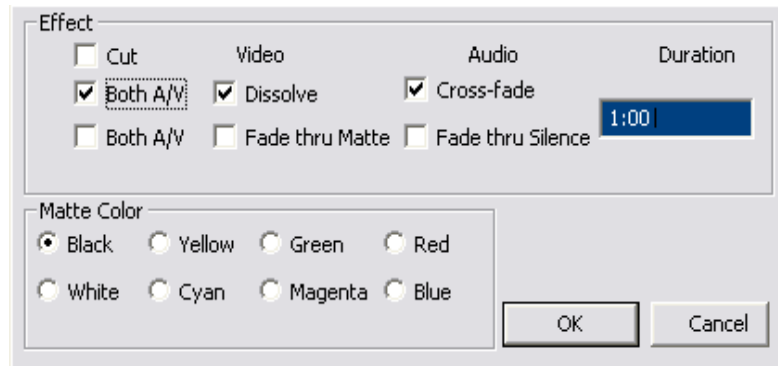 Effect
Cut Video Audio Duration
Both A/V Dissolve Cross-fade 1:00
Both A/V Fade thru Matte Fade thru Silence
Matte Color
Black Yellow Green Red
White Cyan Magenta Blue
OK Cancel